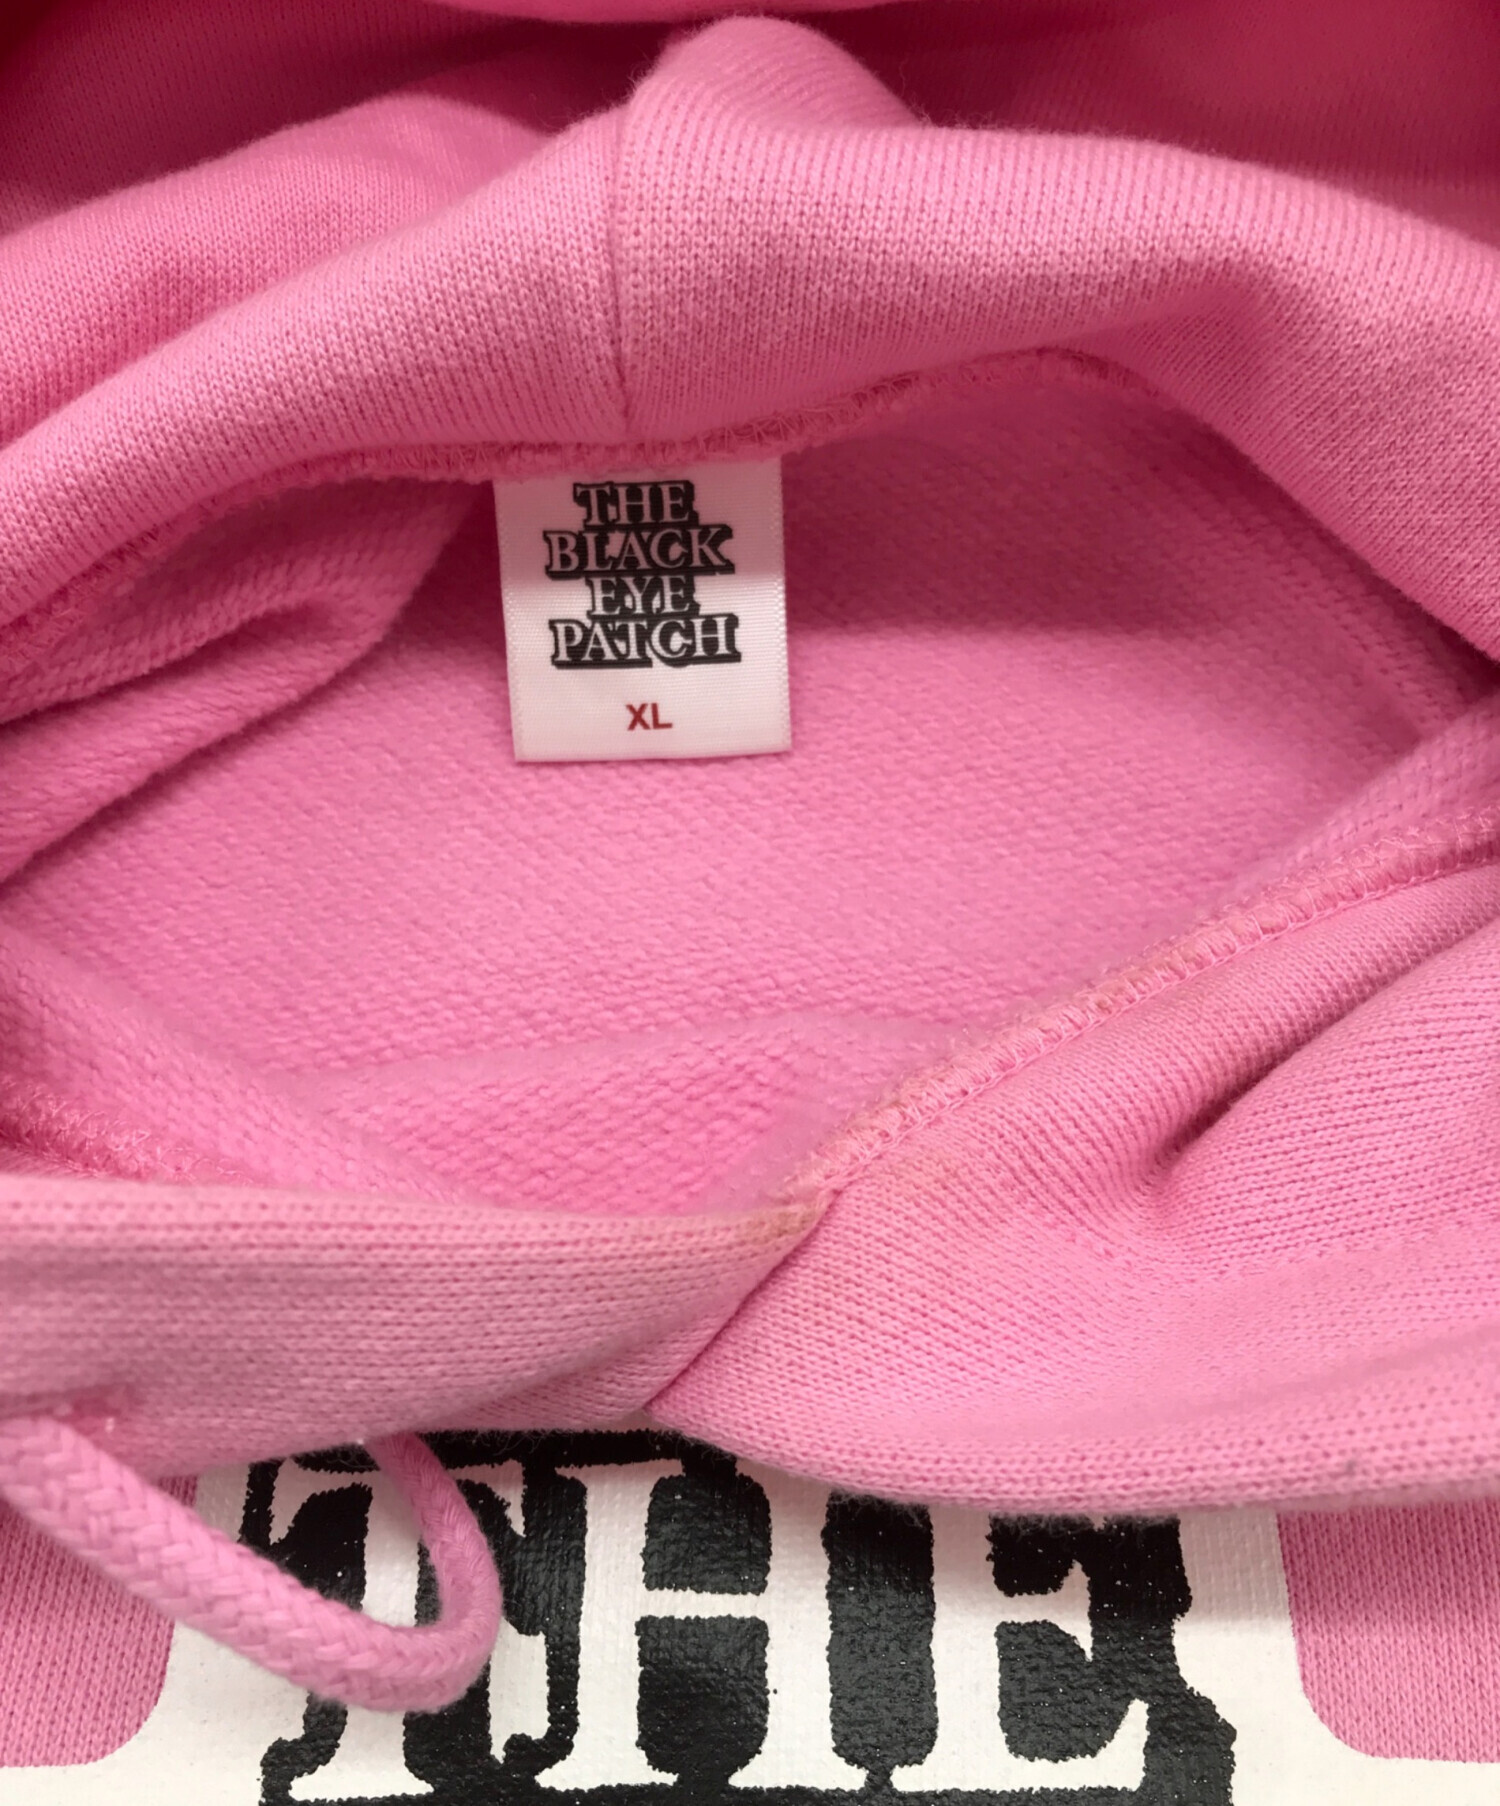 THE
BLACK
EYE
PATCH
XL
THE